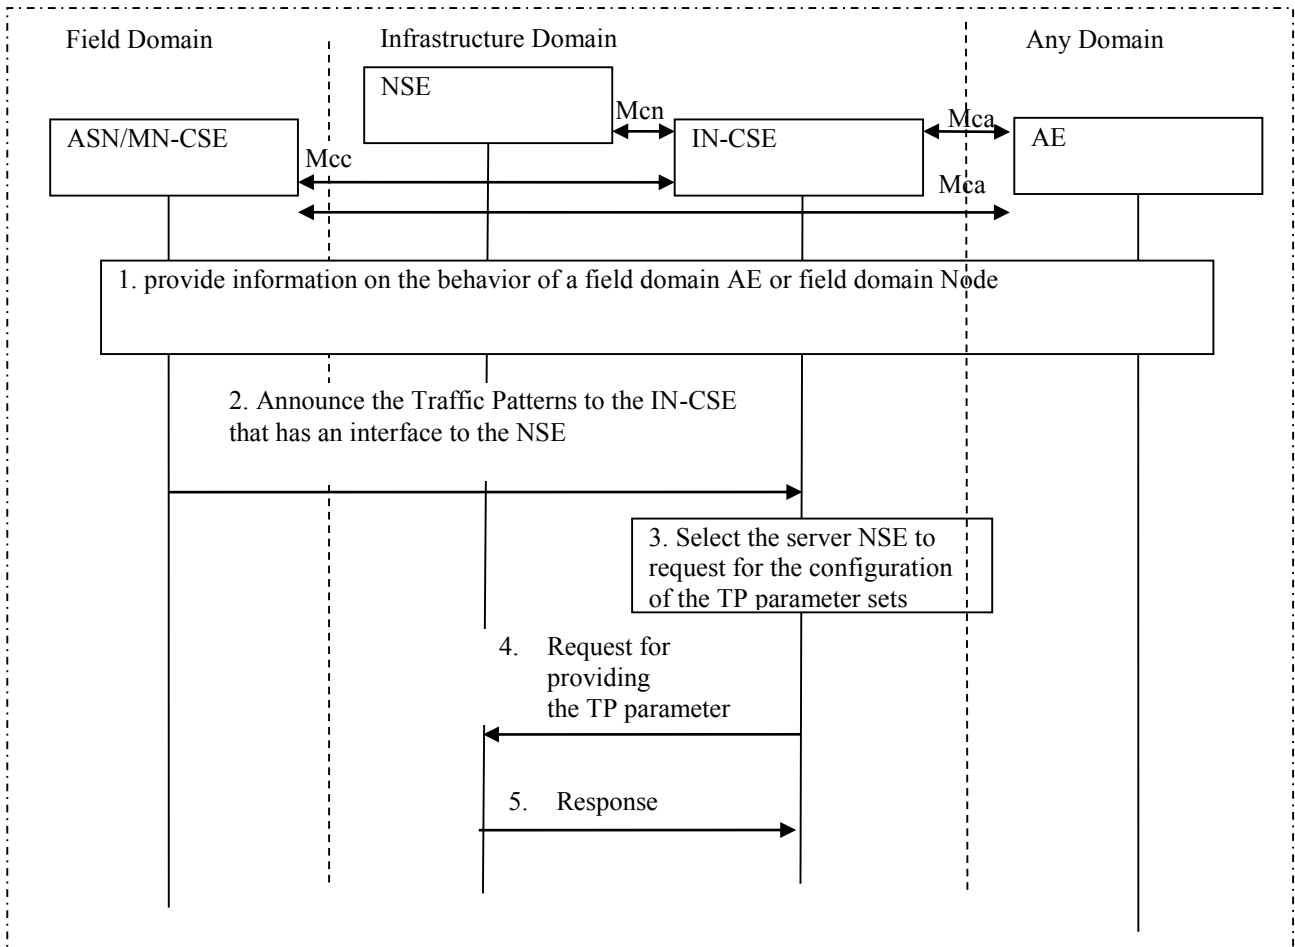 Field Domain
Infrastructure Domain
Any Domain
NSE
Mcn
Mca
ASN/MN-CSE
IN-CSE
AE
Mcc
Mca
1. provide information on the behavior of a field domain AE or field domain Node
2. Announce the Traffic Patterns to the IN-CSE
that has an interface to the NSE
3. Select the server NSE to
request for the configuration
of the TP parameter sets
4. Request for
providing
the TP parameter
5. Response